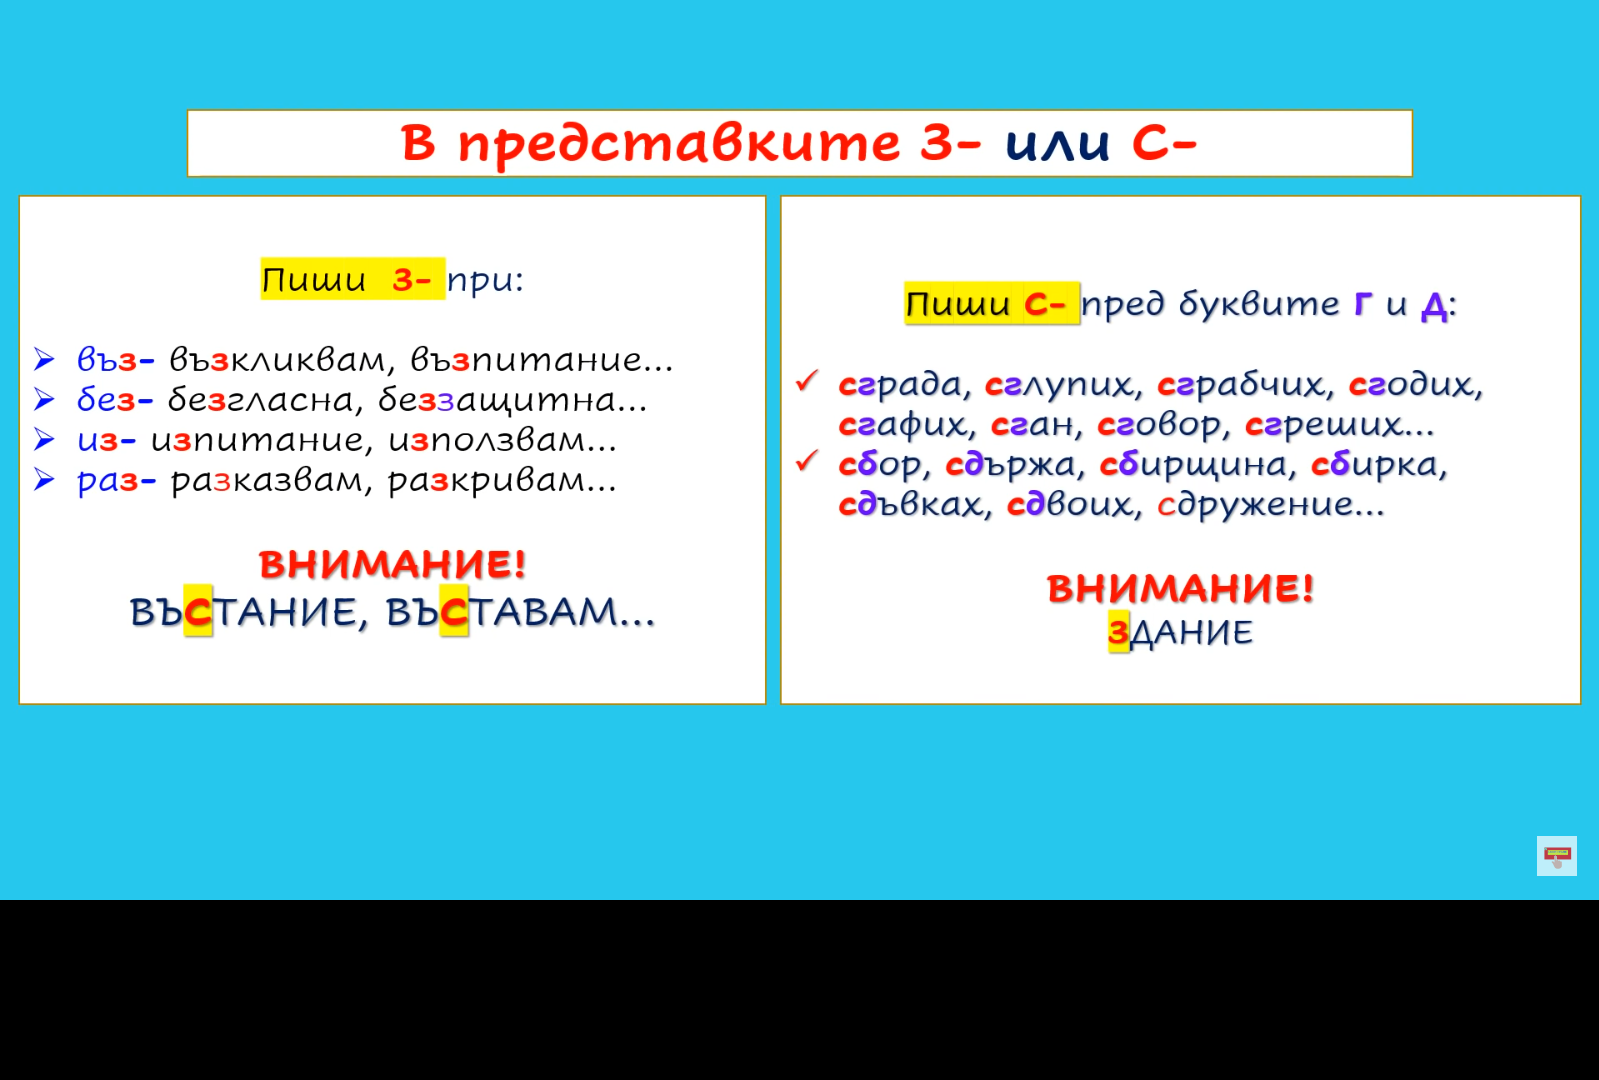 В представките З- или С-
Пиши З- при:
въз- възкликвам, възпитание...
без- безгласна, беззащитна...
из- изпитание, използвам...
раз- разказвам, разкривам...
ВНИМАНИЕ!
ВЪСТАНИЕ, ВЪСТАВАМ...
Пиши С- пред буквите Г и Д:
сграда, сглупих, сграбчих, сгодих,
сгафих, сган, сговор, сгреших...
сбор, сдържа, сбирщина, сбирка,
сдъвках, сдвоих, сдружение...
ВНИМАНИЕ!
ЗДАНИЕ